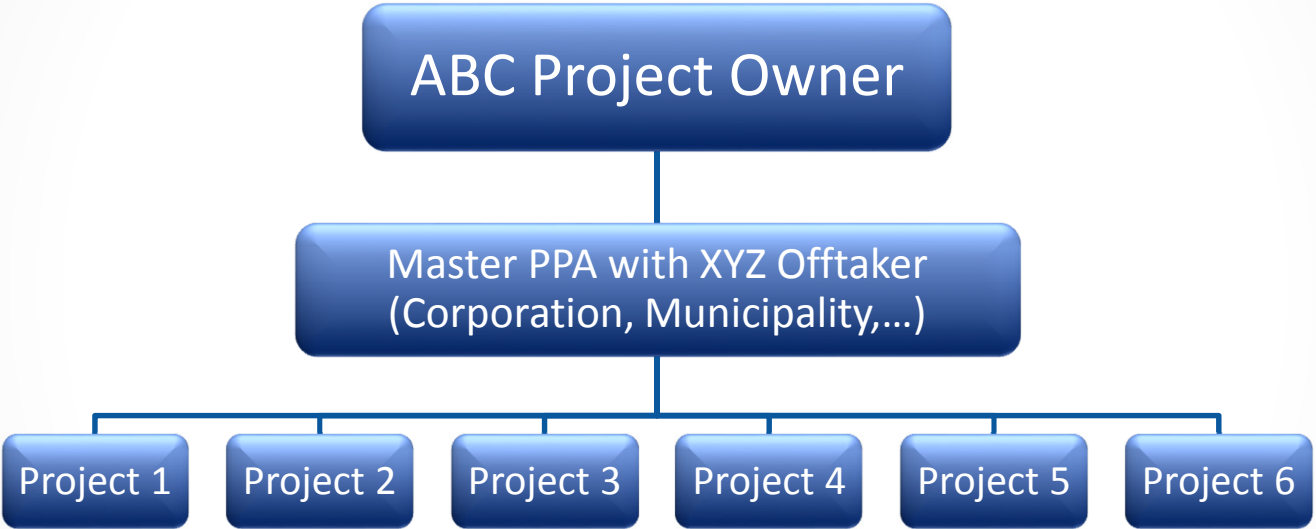 ABC Project Owner
Master PPA with XYZ Offtaker
(Corporation, Municipality,...)
Project 1
Project 2
Project 3
Project 4
Project 5
Project 6